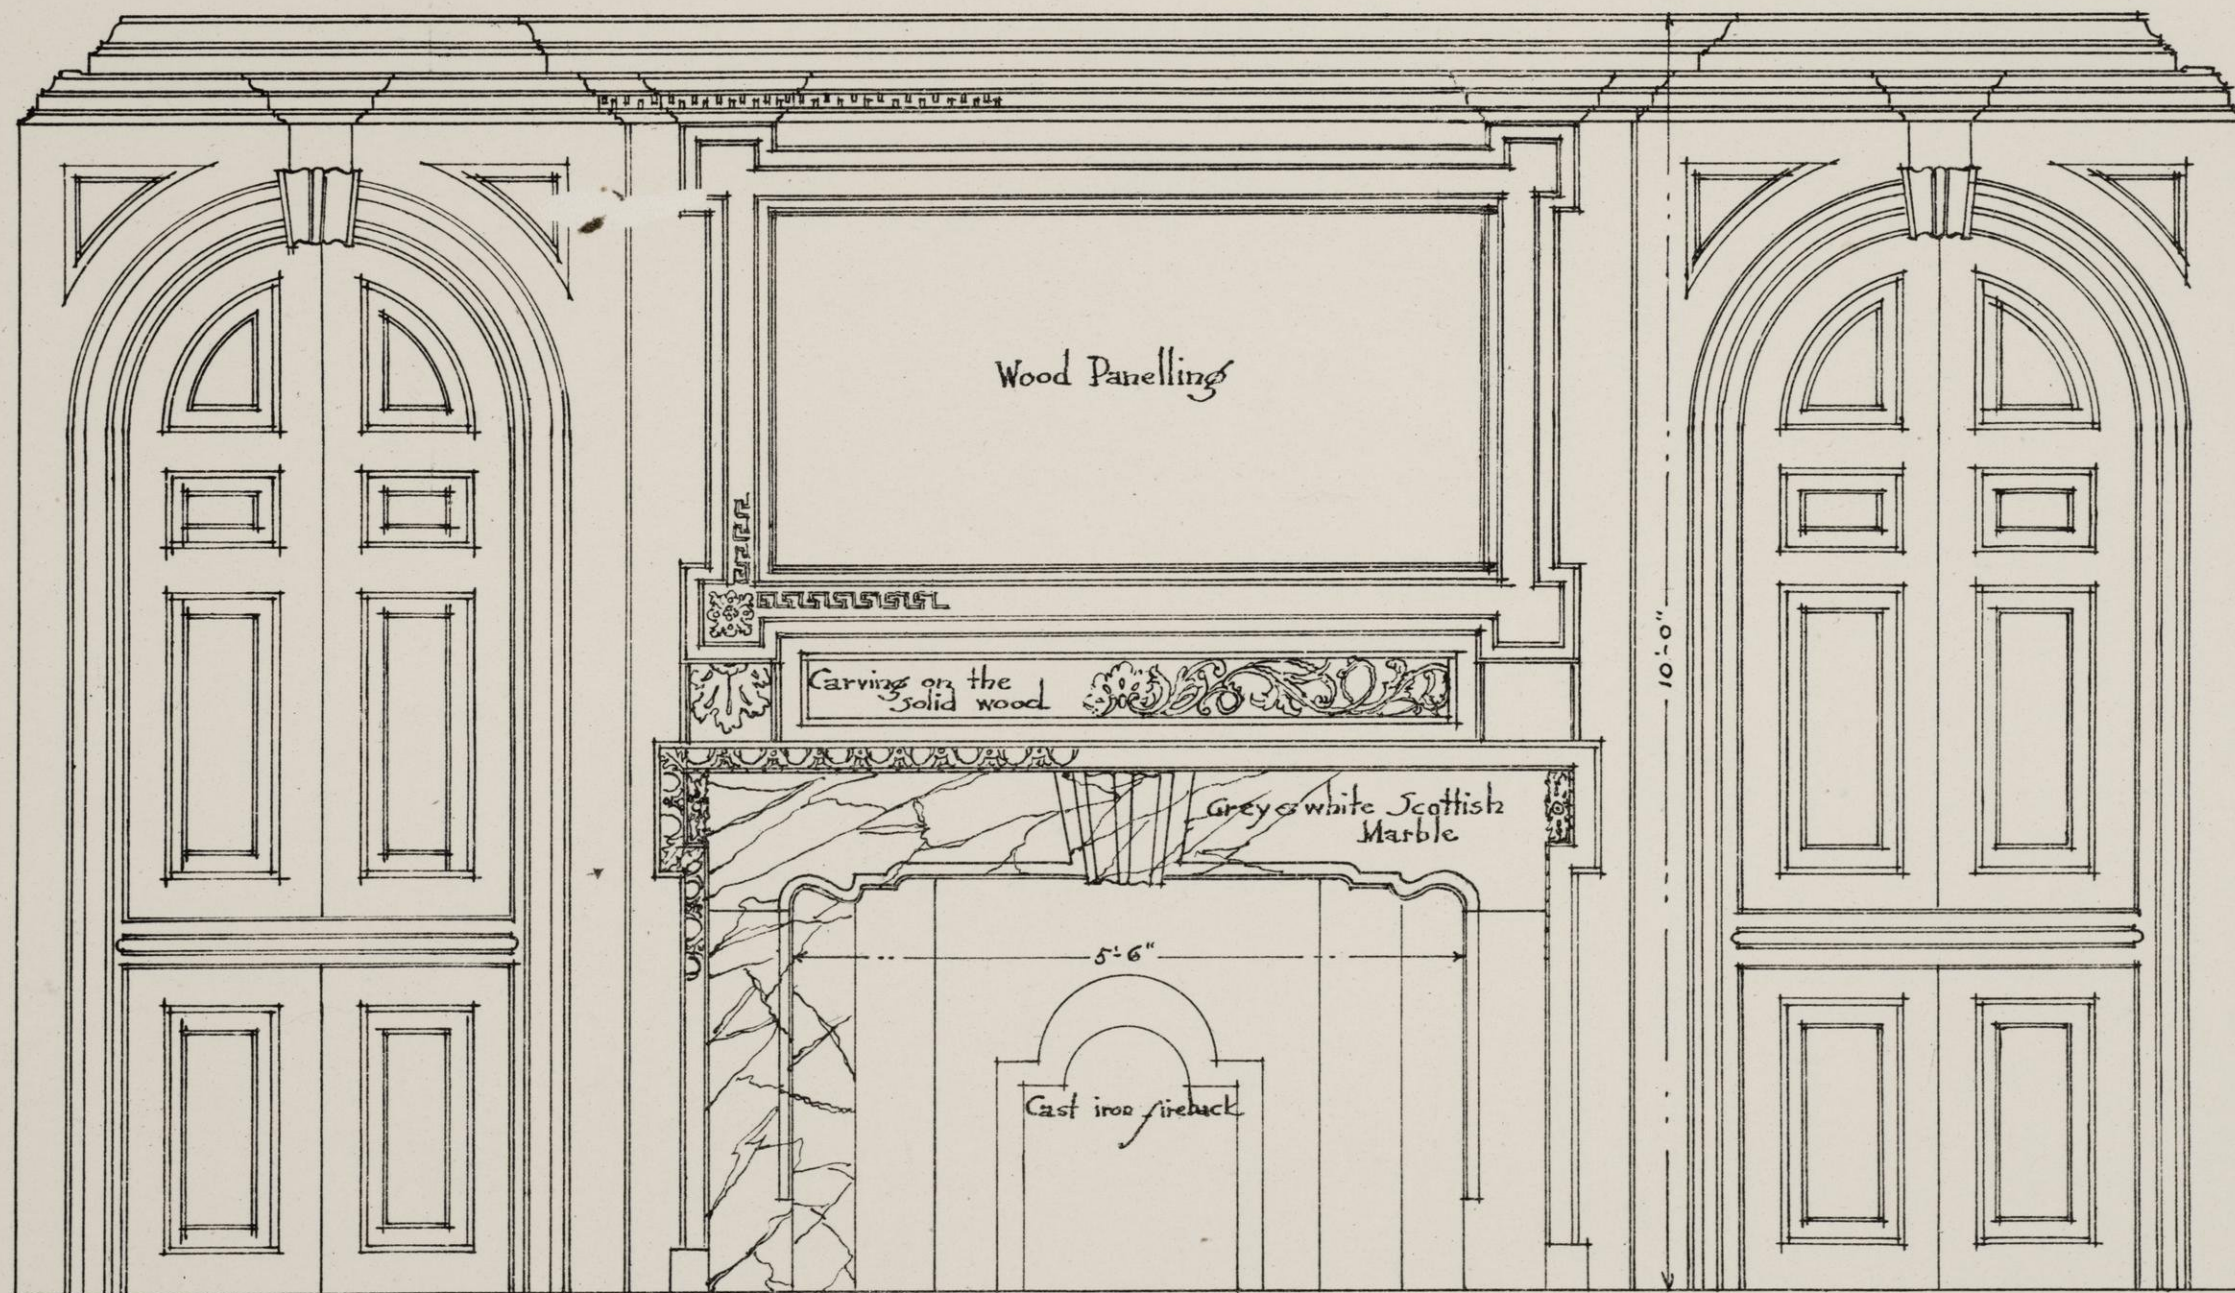 Wood Panelling
10'-0"
Carving on the
solid wood
Grey & white Scottish
Marble
5'-6"
Cast iron fireback